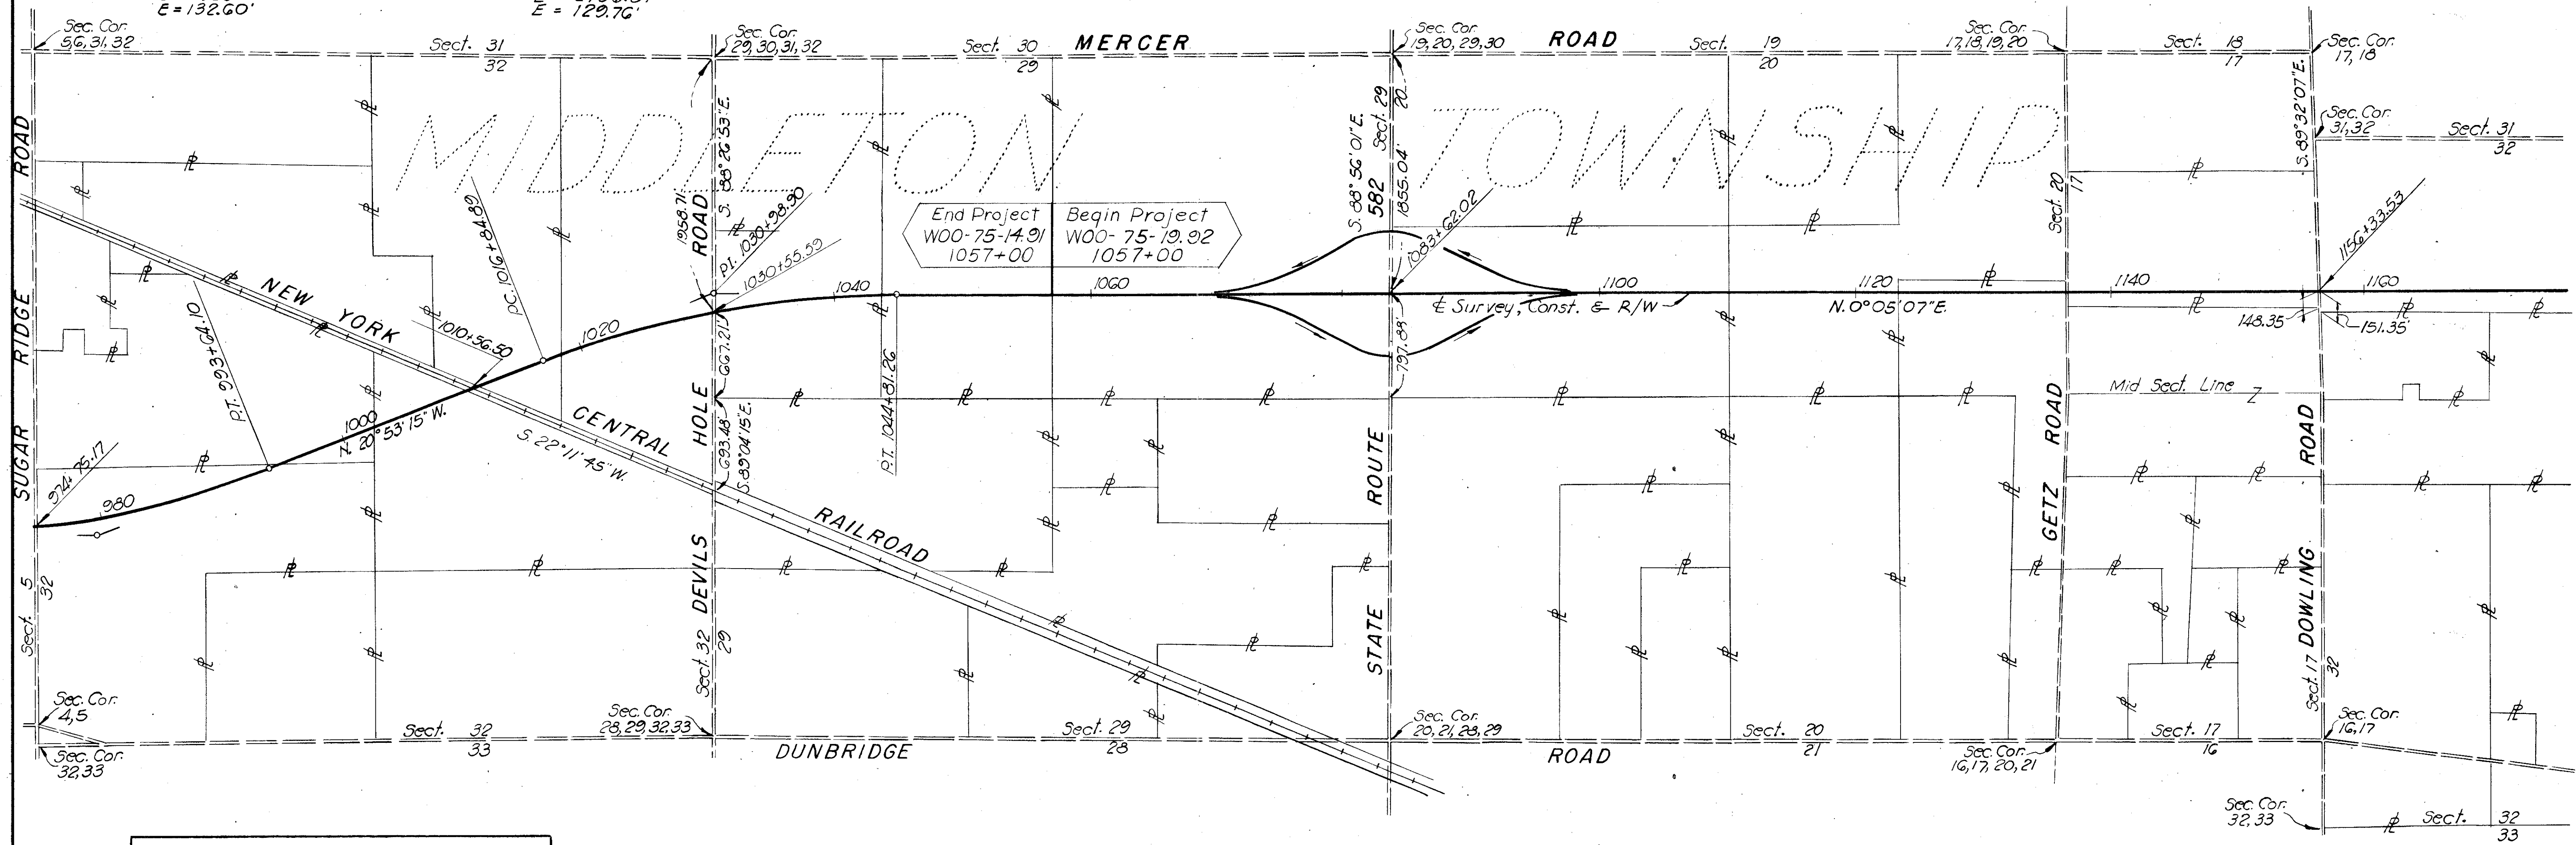 E = 132.60'
E = 129.76'
Sec. Cor.
5,6,31,32
Sect. 31
32
Sec. Cor.
29,30,31,32
Sect. 30
29
MERCER
Sec. Cor.
19,20,29,30
ROAD
Sect. 19
20
Sec. Cor.
17,18,19,20
Sect. 18
17
Sec. Cor.
17,18
MIDDLETON TOWNSHIP
Sec. Cor.
31,32
Sect. 31
32
SUGAR RIDGE ROAD
Sect. 5
32
NEW YORK CENTRAL RAILROAD
S. 22° 11' 45" W.
974+75.17
980
P.T. 993+64.10
1000
N. 20° 53' 15" W.
1010+56.50
P.C. 1016+84.89
1020
DEVILS HOLE ROAD
Sect. 32
29
1958.71'
S. 88° 26' 53" E.
P.I. 1030+98.90
1030+55.59
667.21'
693.48'
S. 89° 04' 15" E.
1040
P.T. 1044+81.26
End Project
WOO-75-14.91
1057+00
Begin Project
WOO-75-19.92
1057+00
1060
STATE ROUTE 582
S. 88° 56' 01" E.
Sect. 29
20
1855.04'
1083+62.02
797.88'
1100
℄ Survey, Const. & R/W
1120
N. 0° 05' 07" E.
1140
Sect. 20
17
GETZ ROAD
Mid Sect. Line
S. 89° 32' 07" E.
1156+33.53
1160
148.35
151.35'
Sect. 17
32
DOWLING ROAD
Sec. Cor.
4,5
Sec. Cor.
32,33
Sect. 32
33
Sec. Cor.
28,29,32,33
DUNBRIDGE
Sect. 29
28
Sec. Cor.
20,21,28,29
ROAD
Sect. 20
21
Sec. Cor.
16,17,20,21
Sect. 17
16
Sec. Cor.
16,17
Sec. Cor.
32,33
Sect. 32
33